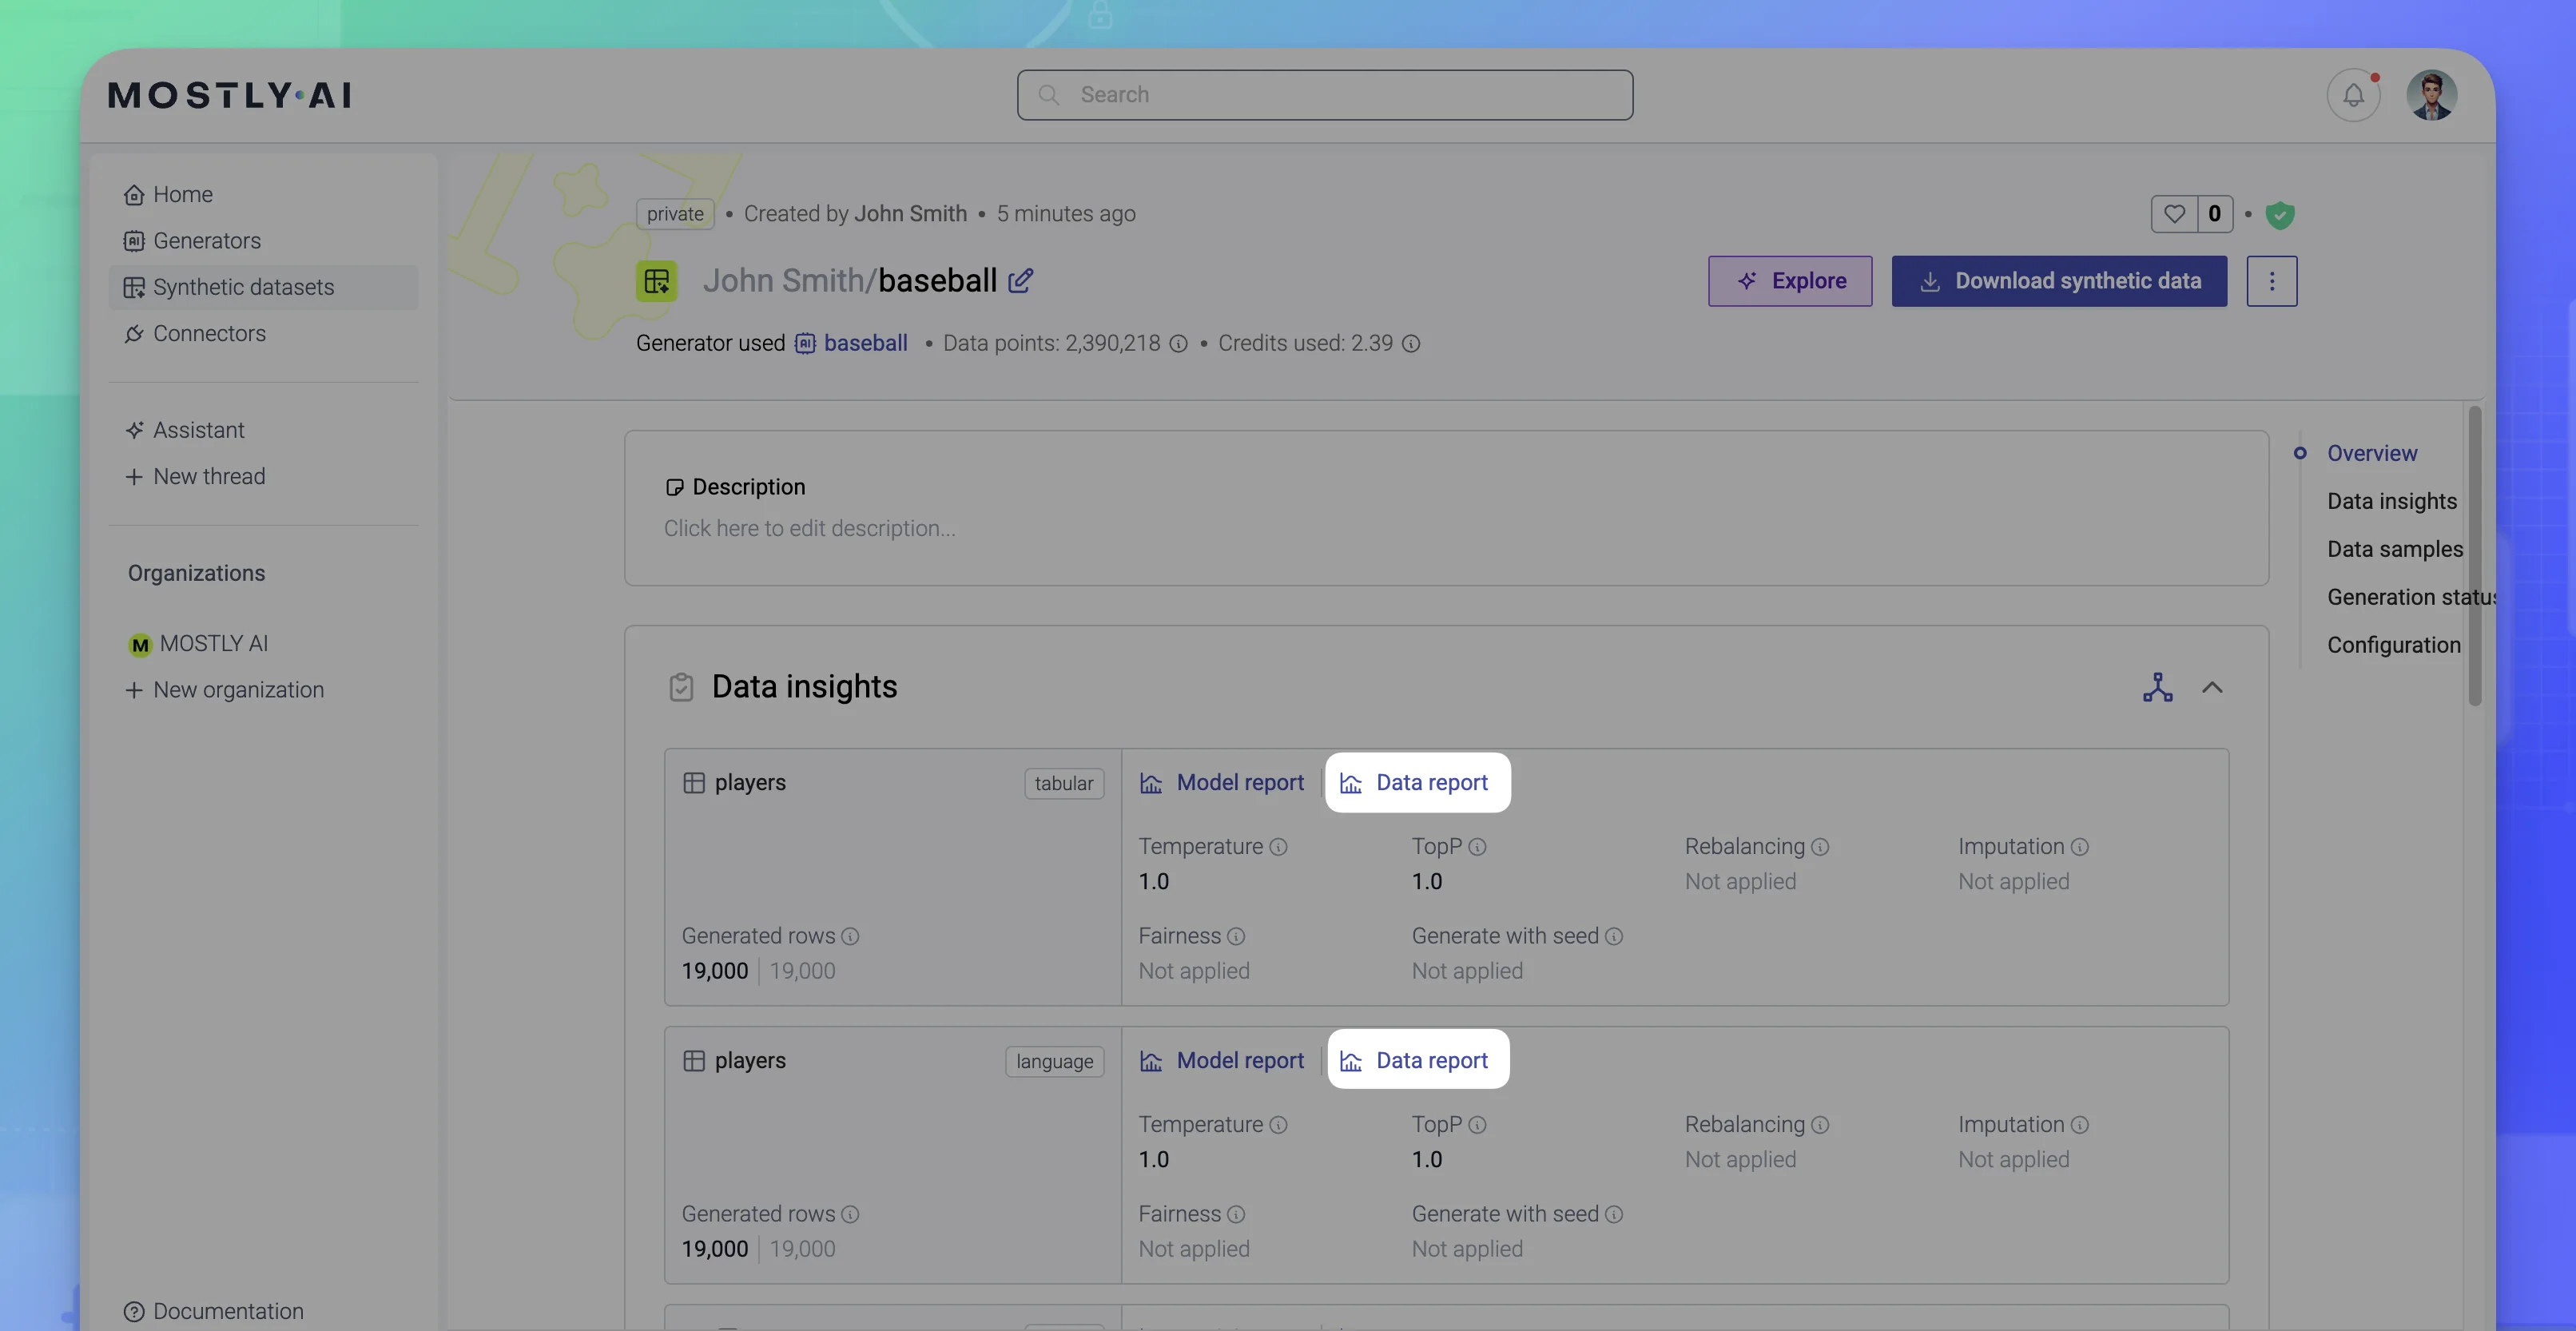 MOSTLY AI
Search
Home
Generators
Synthetic datasets
Connectors
Assistant
New thread
Organizations
M MOSTLY AI
New organization
Documentation
private • Created by John Smith • 5 minutes ago
0
John Smith/baseball
Explore
Download synthetic data
Generator used AI baseball • Data points: 2,390,218 • Credits used: 2.39
Description
Click here to edit description...
Overview
Data insights
Data samples
Generation status
Configuration
Data insights
players tabular
Model report
Data report
Temperature TopP Rebalancing Imputation
1.0 1.0 Not applied Not applied
Generated rows Fairness Generate with seed
19,000 | 19,000 Not applied Not applied
players language
Model report
Data report
Temperature TopP Rebalancing Imputation
1.0 1.0 Not applied Not applied
Generated rows Fairness Generate with seed
19,000 | 19,000 Not applied Not applied